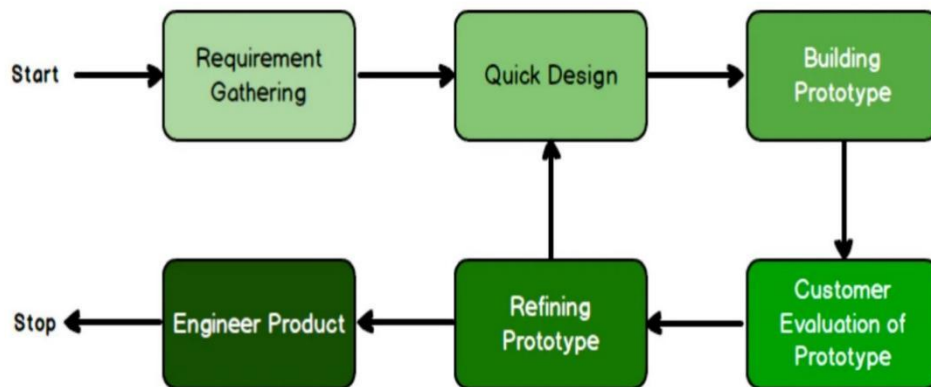 Start
Requirement
Gathering
Quick Design
Building
Prototype
Customer
Evaluation of
Prototype
Refining
Prototype
Engineer Product
Stop